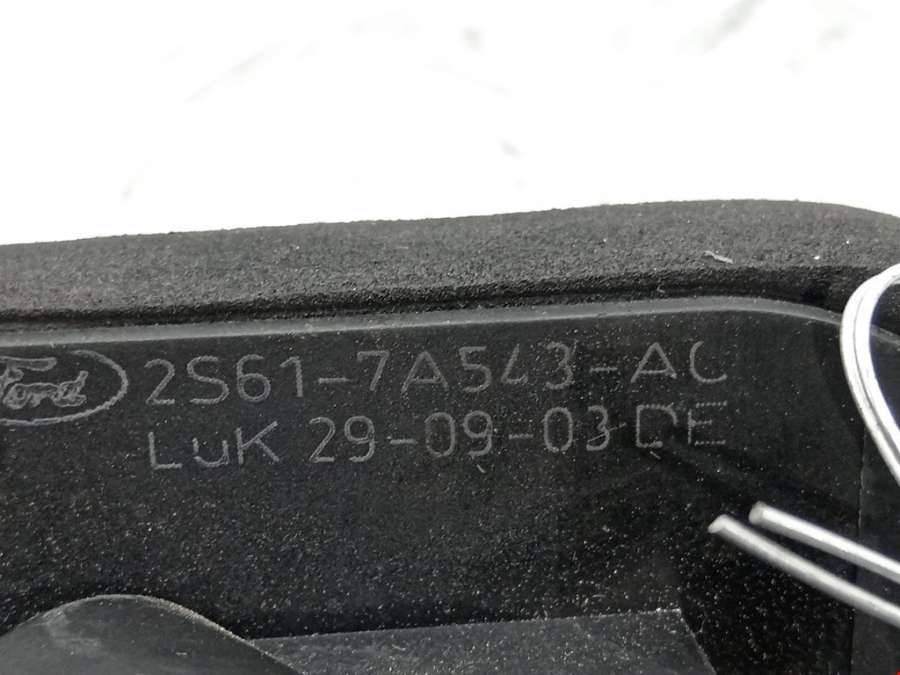 Ford 2S61-7A543-AC
LuK 29-09-03 DE